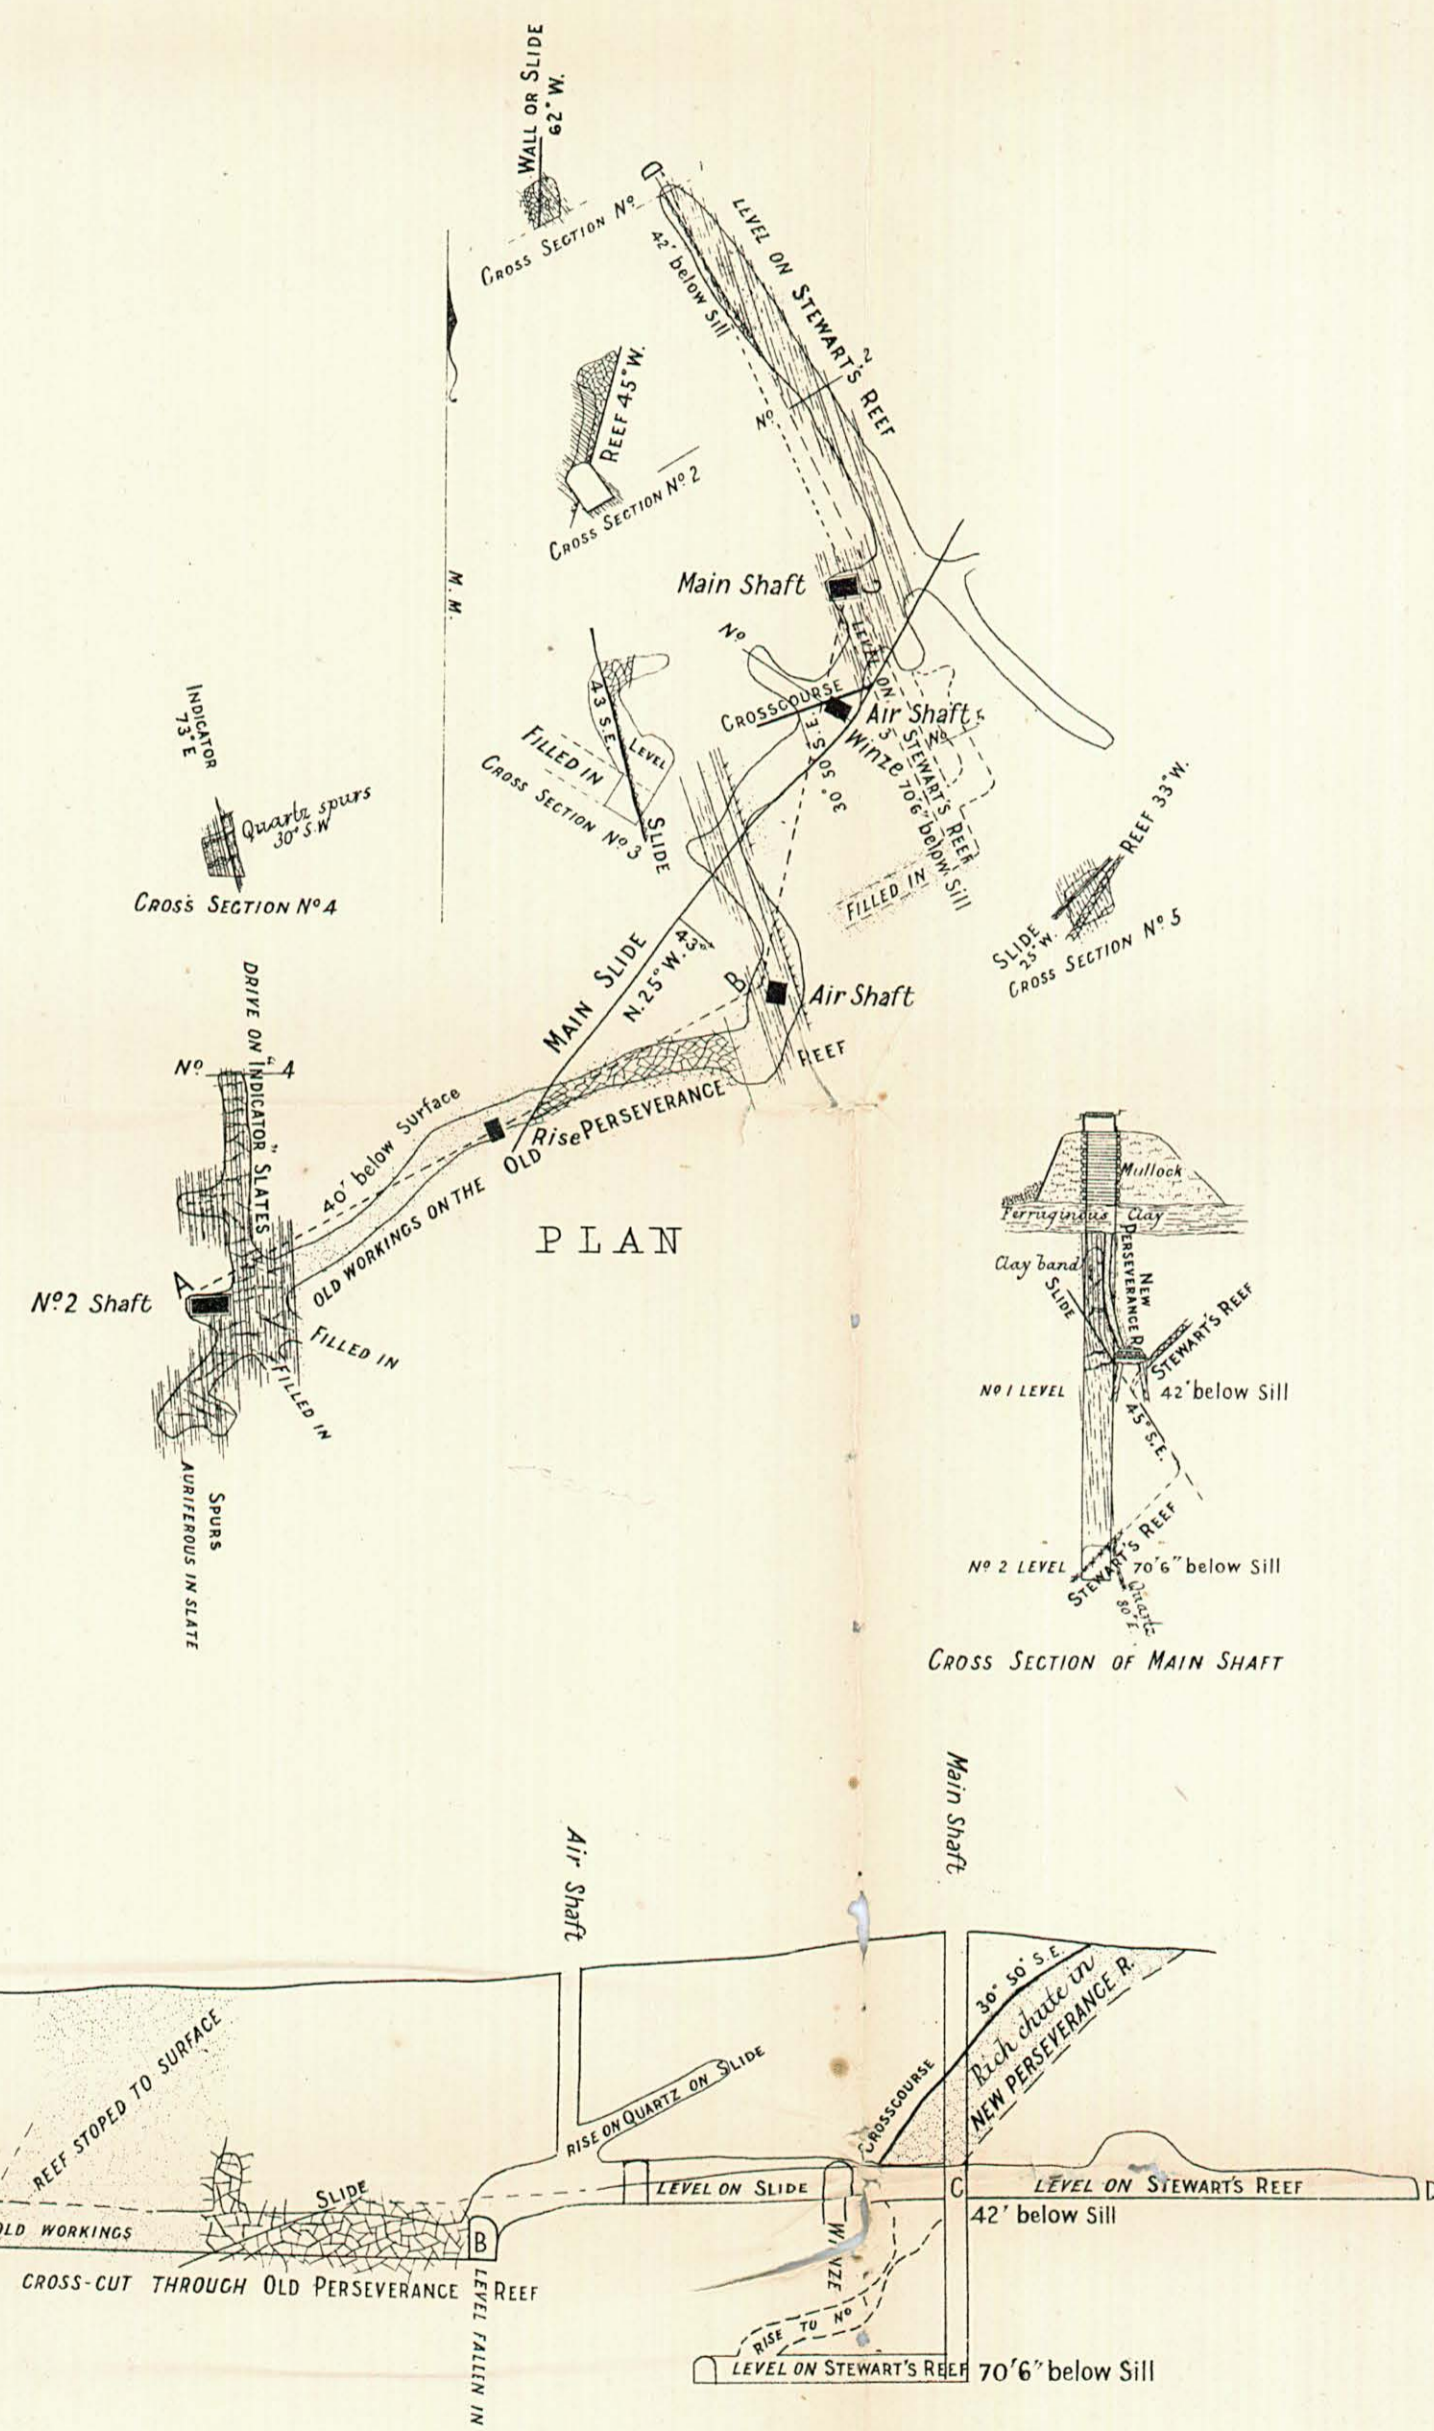 WALL OR SLIDE
62° W.
CROSS SECTION Nº
LEVEL ON STEWART'S REEF
42' below Sill
2
Nº
REEF 45° W.
CROSS SECTION Nº 2
M. M.
Main Shaft
LEVEL ON STEWART'S REEF
Nº
CROSSCOURSE
30° 50' S.E.
Air Shaft
Nº 5
Winze 70'6" below Sill
3
43 S.E.
LEVEL
FILLED IN
CROSS SECTION Nº 3
SLIDE
INDICATOR
73° E
Quartz spurs
30° S.W
CROSS SECTION Nº 4
FILLED IN
REEF 33° W.
SLIDE
25° W.
CROSS SECTION Nº 5
MAIN SLIDE
N. 25° W. 43°
B
Air Shaft
REEF
DRIVE ON "INDICATOR" SLATES
Nº 4
40' below Surface
Rise
OLD WORKINGS ON THE OLD PERSEVERANCE
PLAN
A
Nº 2 Shaft
FILLED IN
FILLED IN
SPURS
AURIFEROUS IN SLATE
Mullock
Ferruginous Clay
Clay band
SLIDE
NEW
PERSEVERANCE R.
STEWART'S REEF
Nº 1 LEVEL
42' below Sill
45° S.E.
STEWART'S REEF
Nº 2 LEVEL
70'6" below Sill
Quartz
80° E.
CROSS SECTION OF MAIN SHAFT
Main Shaft
Air Shaft
30° 50' S.E.
Rich chute in
NEW PERSEVERANCE R.
CROSSCOURSE
REEF STOPED TO SURFACE
RISE ON QUARTZ ON SLIDE
SLIDE
LEVEL ON SLIDE
C
LEVEL ON STEWART'S REEF
D
42' below Sill
OLD WORKINGS
B
WINZE
CROSS-CUT THROUGH OLD PERSEVERANCE REEF
LEVEL FALLEN IN
RISE TO Nº
LEVEL ON STEWART'S REEF
70'6" below Sill